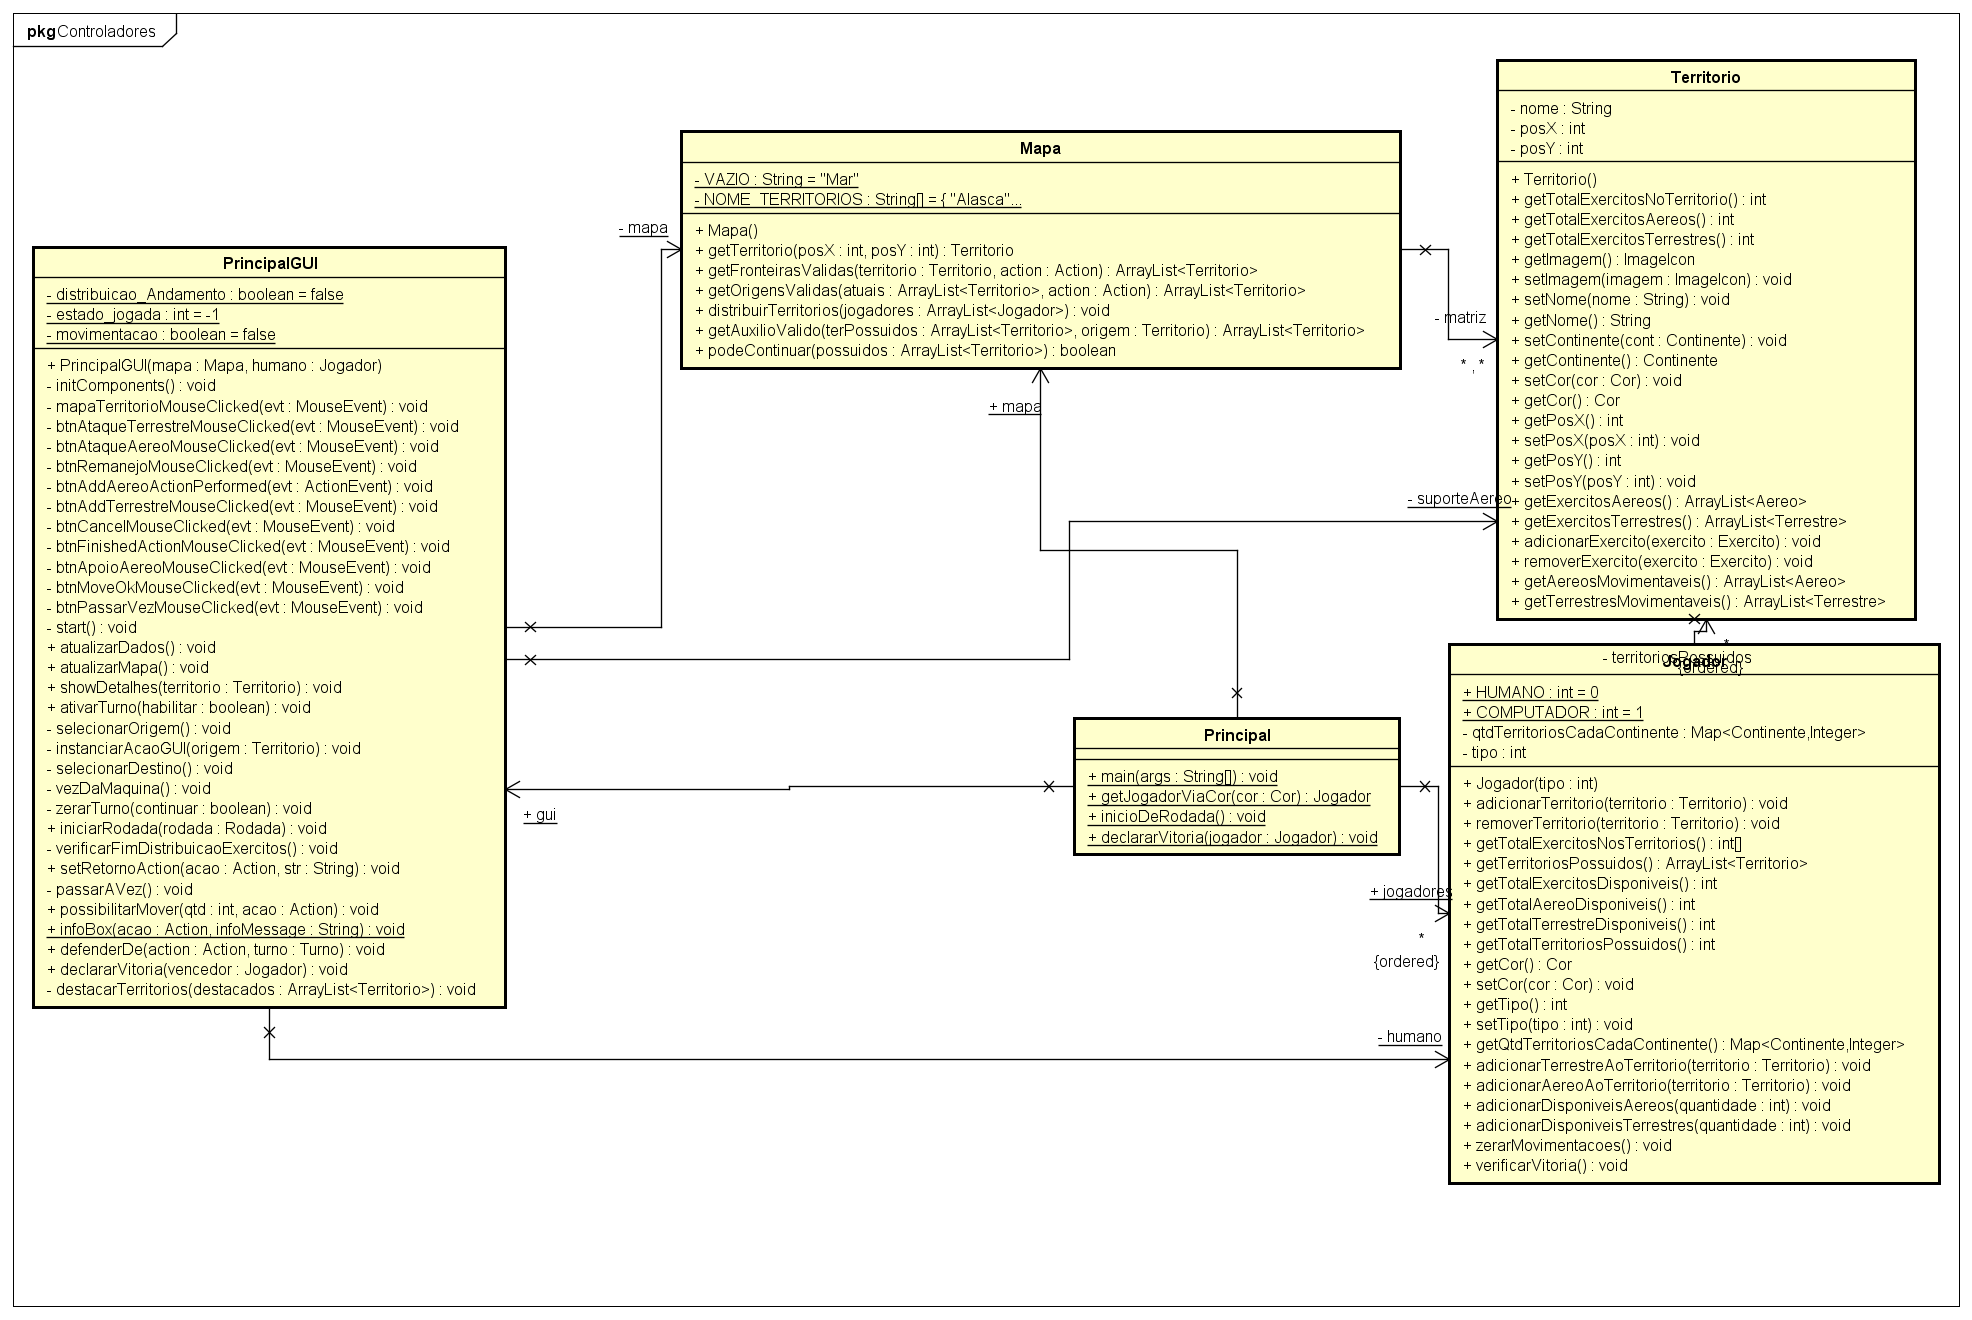 pkg Controladores
PrincipalGUI
- distribuicao_Andamento : boolean = false
- estado_jogada : int = -1
- movimentacao : boolean = false
+ PrincipalGUI(mapa : Mapa, humano : Jogador)
- initComponents() : void
- mapaTerritorioMouseClicked(evt : MouseEvent) : void
- btnAtaqueTerrestreMouseClicked(evt : MouseEvent) : void
- btnAtaqueAereoMouseClicked(evt : MouseEvent) : void
- btnRemanejoMouseClicked(evt : MouseEvent) : void
- btnAddAereoActionPerformed(evt : ActionEvent) : void
- btnAddTerrestreMouseClicked(evt : MouseEvent) : void
- btnCancelMouseClicked(evt : MouseEvent) : void
- btnFinishedActionMouseClicked(evt : MouseEvent) : void
- btnApoioAereoMouseClicked(evt : MouseEvent) : void
- btnMoveOkMouseClicked(evt : MouseEvent) : void
- btnPassarVezMouseClicked(evt : MouseEvent) : void
- start() : void
+ atualizarDados() : void
+ atualizarMapa() : void
+ showDetalhes(territorio : Territorio) : void
+ ativarTurno(habilitar : boolean) : void
- selecionarOrigem() : void
- instanciarAcaoGUI(origem : Territorio) : void
- selecionarDestino() : void
- vezDaMaquina() : void
- zerarTurno(continuar : boolean) : void
+ iniciarRodada(rodada : Rodada) : void
- verificarFimDistribuicaoExercitos() : void
+ setRetornoAction(acao : Action, str : String) : void
- passarAVez() : void
+ possibilitarMover(qtd : int, acao : Action) : void
+ infoBox(acao : Action, infoMessage : String) : void
+ defenderDe(action : Action, turno : Turno) : void
+ declararVitoria(vencedor : Jogador) : void
- destacarTerritorios(destacados : ArrayList<Territorio>) : void
- mapa
Mapa
- VAZIO : String = "Mar"
- NOME_TERRITORIOS : String[] = { "Alasca"...
+ Mapa()
+ getTerritorio(posX : int, posY : int) : Territorio
+ getFronteirasValidas(territorio : Territorio, action : Action) : ArrayList<Territorio>
+ getOrigensValidas(atuais : ArrayList<Territorio>, action : Action) : ArrayList<Territorio>
+ distribuirTerritorios(jogadores : ArrayList<Jogador>) : void
+ getAuxilioValido(terPossuidos : ArrayList<Territorio>, origem : Territorio) : ArrayList<Territorio>
+ podeContinuar(possuidos : ArrayList<Territorio>) : boolean
+ mapa
- matriz
* , *
- suporteAereo
Territorio
- nome : String
- posX : int
- posY : int
+ Territorio()
+ getTotalExercitosNoTerritorio() : int
+ getTotalExercitosAereos() : int
+ getTotalExercitosTerrestres() : int
+ getImagem() : ImageIcon
+ setImagem(imagem : ImageIcon) : void
+ setNome(nome : String) : void
+ getNome() : String
+ setContinente(cont : Continente) : void
+ getContinente() : Continente
+ setCor(cor : Cor) : void
+ getCor() : Cor
+ getPosX() : int
+ setPosX(posX : int) : void
+ getPosY() : int
+ setPosY(posY : int) : void
+ getExercitosAereos() : ArrayList<Aereo>
+ getExercitosTerrestres() : ArrayList<Terrestre>
+ adicionarExercito(exercito : Exercito) : void
+ removerExercito(exercito : Exercito) : void
+ getAereosMovimentaveis() : ArrayList<Aereo>
+ getTerrestresMovimentaveis() : ArrayList<Terrestre>
*
- territoriosPossuidos
{ordered}
Principal
+ main(args : String[]) : void
+ getJogadorViaCor(cor : Cor) : Jogador
+ inicioDeRodada() : void
+ declararVitoria(jogador : Jogador) : void
+ gui
+ jogadores
*
{ordered}
- humano
Jogador
+ HUMANO : int = 0
+ COMPUTADOR : int = 1
- qtdTerritoriosCadaContinente : Map<Continente,Integer>
- tipo : int
+ Jogador(tipo : int)
+ adicionarTerritorio(territorio : Territorio) : void
+ removerTerritorio(territorio : Territorio) : void
+ getTotalExercitosNosTerritorios() : int[]
+ getTerritoriosPossuidos() : ArrayList<Territorio>
+ getTotalExercitosDisponiveis() : int
+ getTotalAereoDisponiveis() : int
+ getTotalTerrestreDisponiveis() : int
+ getTotalTerritoriosPossuidos() : int
+ getCor() : Cor
+ setCor(cor : Cor) : void
+ getTipo() : int
+ setTipo(tipo : int) : void
+ getQtdTerritoriosCadaContinente() : Map<Continente,Integer>
+ adicionarTerrestreAoTerritorio(territorio : Territorio) : void
+ adicionarAereoAoTerritorio(territorio : Territorio) : void
+ adicionarDisponiveisAereos(quantidade : int) : void
+ adicionarDisponiveisTerrestres(quantidade : int) : void
+ zerarMovimentacoes() : void
+ verificarVitoria() : void